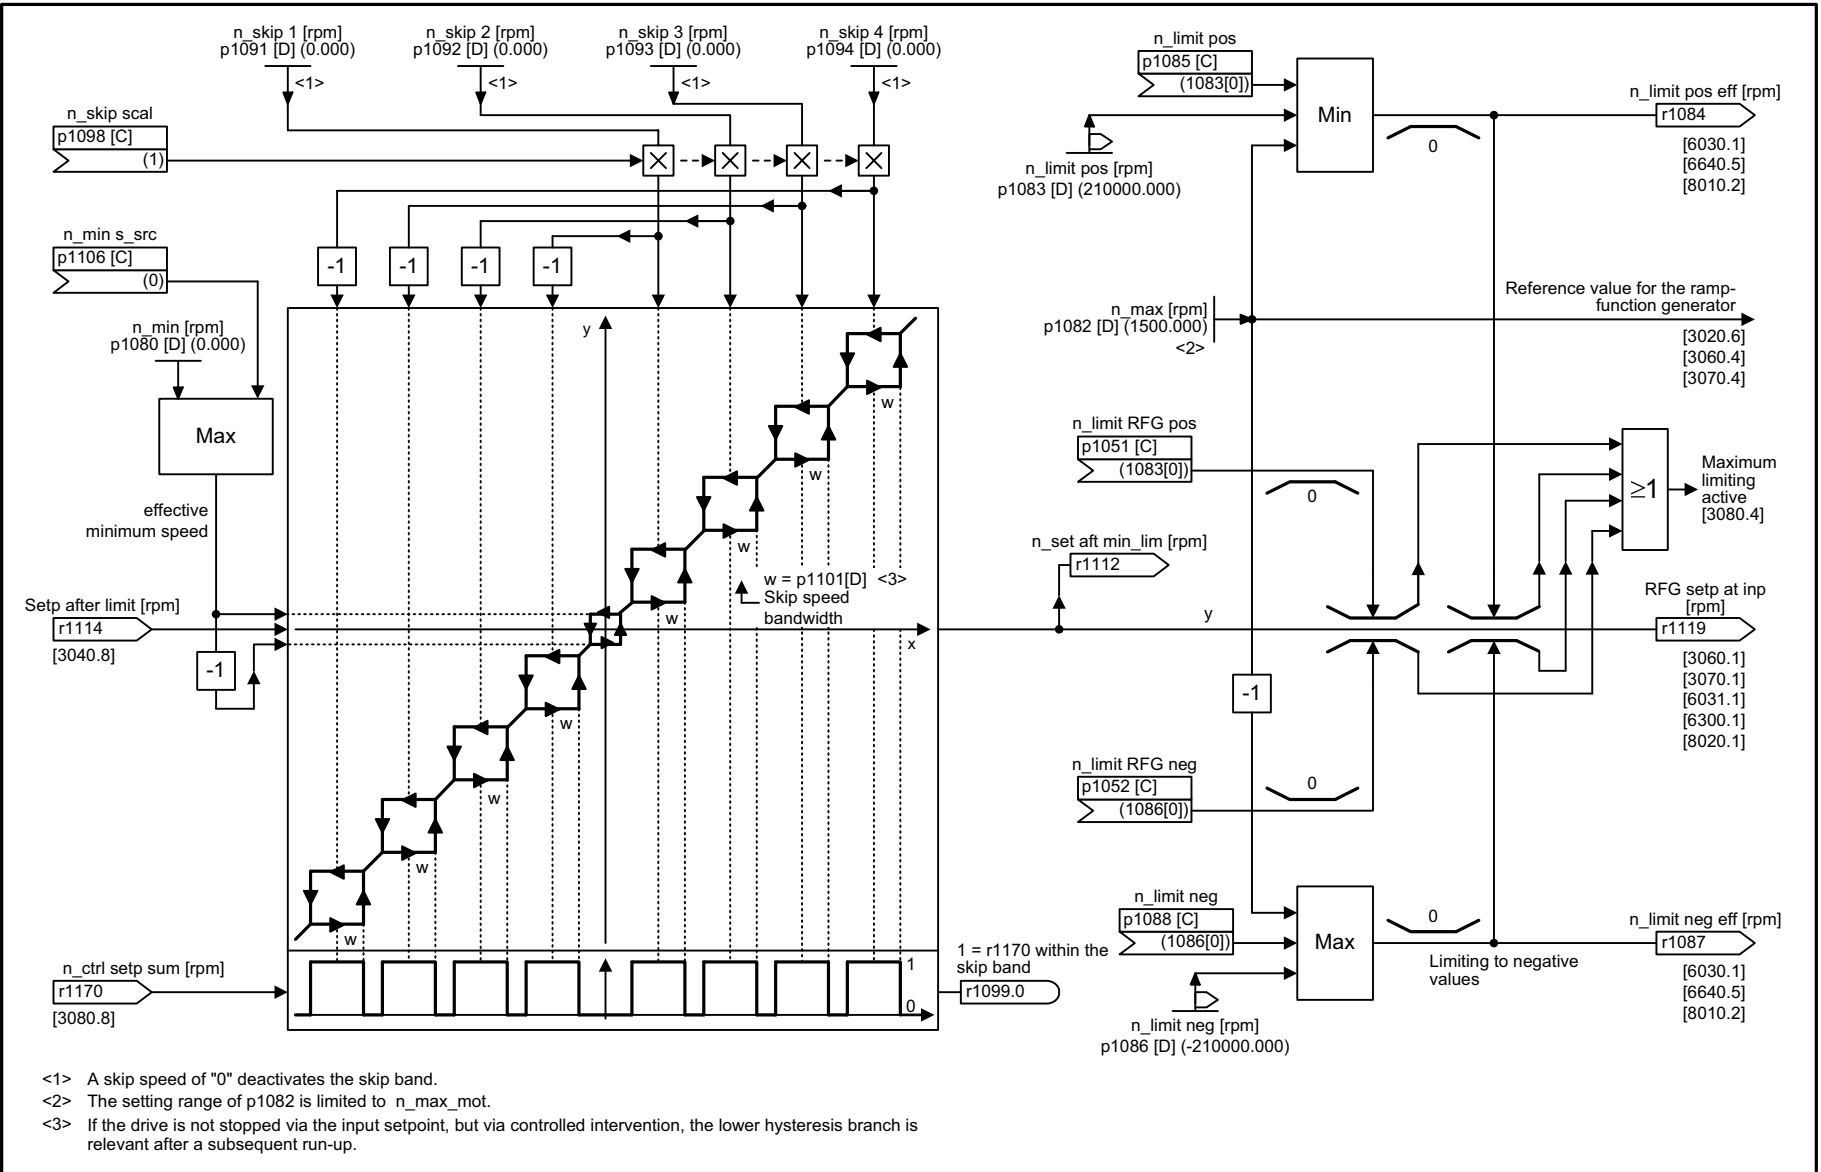 n_skip 1 [rpm]
p1091 [D] (0.000)
<1>
n_skip 2 [rpm]
p1092 [D] (0.000)
<1>
n_skip 3 [rpm]
p1093 [D] (0.000)
<1>
n_skip 4 [rpm]
p1094 [D] (0.000)
<1>
n_skip scal
p1098 [C]
(1)
n_min s_src
p1106 [C]
(0)
-1
-1
-1
-1
n_min [rpm]
p1080 [D] (0.000)
Max
effective
minimum speed
Setp after limit [rpm]
r1114
[3040.8]
-1
y
w
w
w
w
w = p1101[D] <3>
Skip speed
bandwidth
x
w
w
w
w
n_ctrl setp sum [rpm]
r1170
[3080.8]
1
0
1 = r1170 within the
skip band
r1099.0
n_limit pos
p1085 [C]
(1083[0])
n_limit pos [rpm]
p1083 [D] (210000.000)
Min
0
n_limit pos eff [rpm]
r1084
[6030.1]
[6640.5]
[8010.2]
n_max [rpm]
p1082 [D] (1500.000)
<2>
Reference value for the ramp-
function generator
[3020.6]
[3060.4]
[3070.4]
n_limit RFG pos
p1051 [C]
(1083[0])
0
≥1
Maximum
limiting
active
[3080.4]
n_set aft min_lim [rpm]
r1112
y
RFG setp at inp
[rpm]
r1119
[3060.1]
[3070.1]
[6031.1]
[6300.1]
[8020.1]
-1
n_limit RFG neg
p1052 [C]
(1086[0])
0
n_limit neg
p1088 [C]
(1086[0])
n_limit neg [rpm]
p1086 [D] (-210000.000)
Max
0
Limiting to negative
values
n_limit neg eff [rpm]
r1087
[6030.1]
[6640.5]
[8010.2]
<1> A skip speed of "0" deactivates the skip band.
<2> The setting range of p1082 is limited to n_max_mot.
<3> If the drive is not stopped via the input setpoint, but via controlled intervention, the lower hysteresis branch is
relevant after a subsequent run-up.